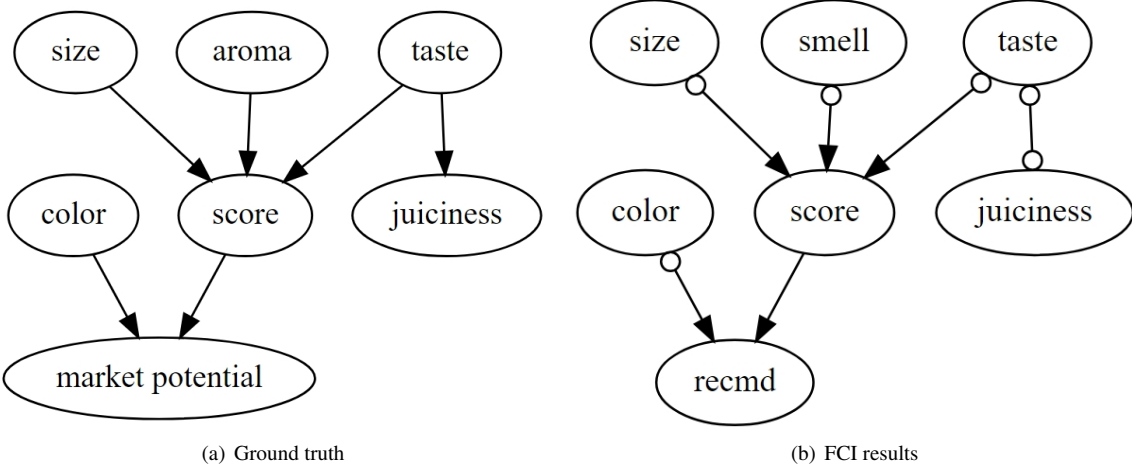 size aroma taste
color score juiciness
market potential
(a) Ground truth
size smell taste
color score juiciness
recmd
(b) FCI results